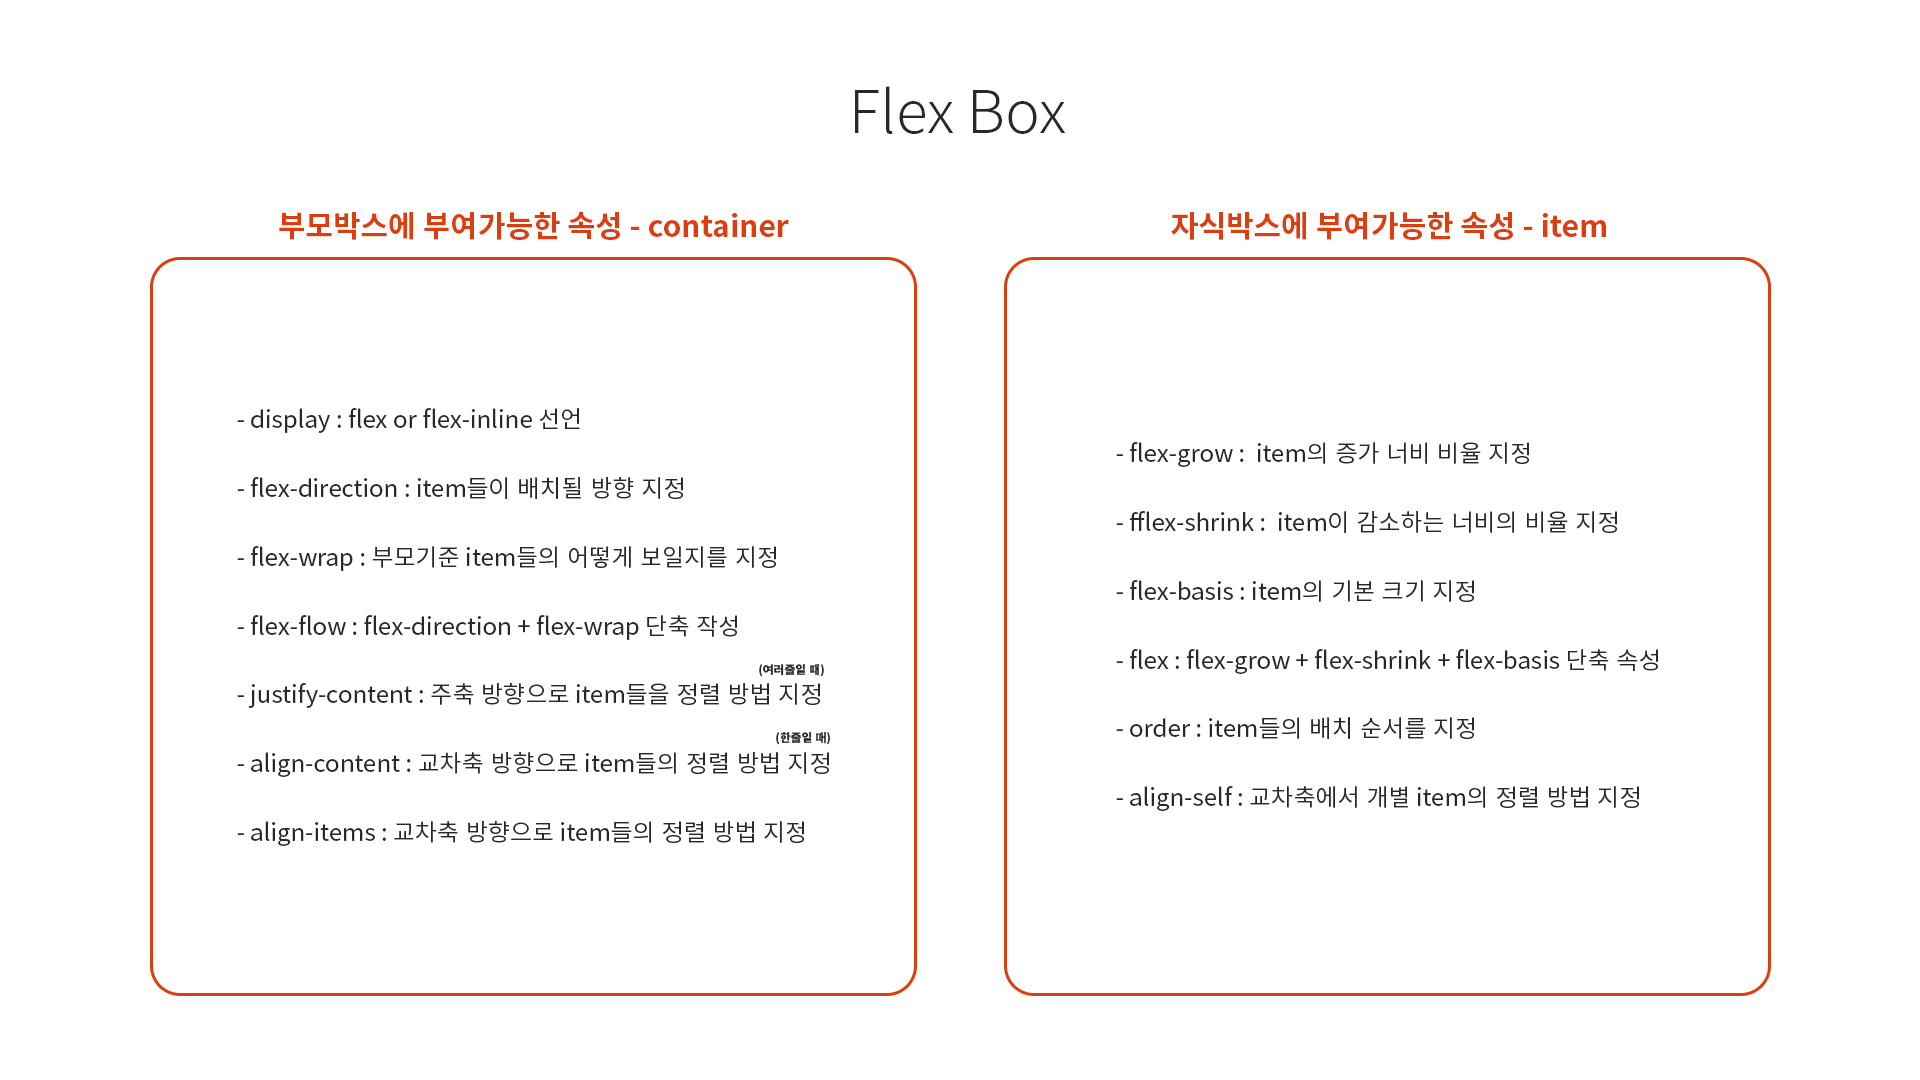 Flex Box
부모박스에 부여가능한 속성 - container
- display : flex or flex-inline 선언
- flex-direction : item들이 배치될 방향 지정
- flex-wrap : 부모기준 item들의 어떻게 보일지를 지정
- flex-flow : flex-direction + flex-wrap 단축 작성
(여러줄일 때)
- justify-content : 주축 방향으로 item들을 정렬 방법 지정
(한줄일 때)
- align-content : 교차축 방향으로 item들의 정렬 방법 지정
- align-items : 교차축 방향으로 item들의 정렬 방법 지정
자식박스에 부여가능한 속성 - item
- flex-grow :  item의 증가 너비 비율 지정
- fflex-shrink :  item이 감소하는 너비의 비율 지정
- flex-basis : item의 기본 크기 지정
- flex : flex-grow + flex-shrink + flex-basis 단축 속성
- order : item들의 배치 순서를 지정
- align-self : 교차축에서 개별 item의 정렬 방법 지정